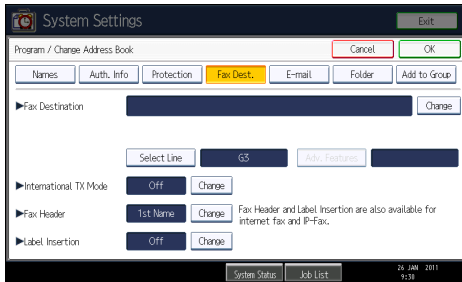 System Settings
Exit
Program / Change Address Book
Cancel
OK
Names
Auth. Info
Protection
Fax Dest.
E-mail
Folder
Add to Group
►Fax Destination
Change
Select Line
G3
Adv. Features
►International TX Mode
Off
Change
►Fax Header
1st Name
Change
Fax Header and Label Insertion are also available for
internet fax and IP-Fax.
►Label Insertion
Off
Change
System Status
Job List
26 JAN 2011
9:30